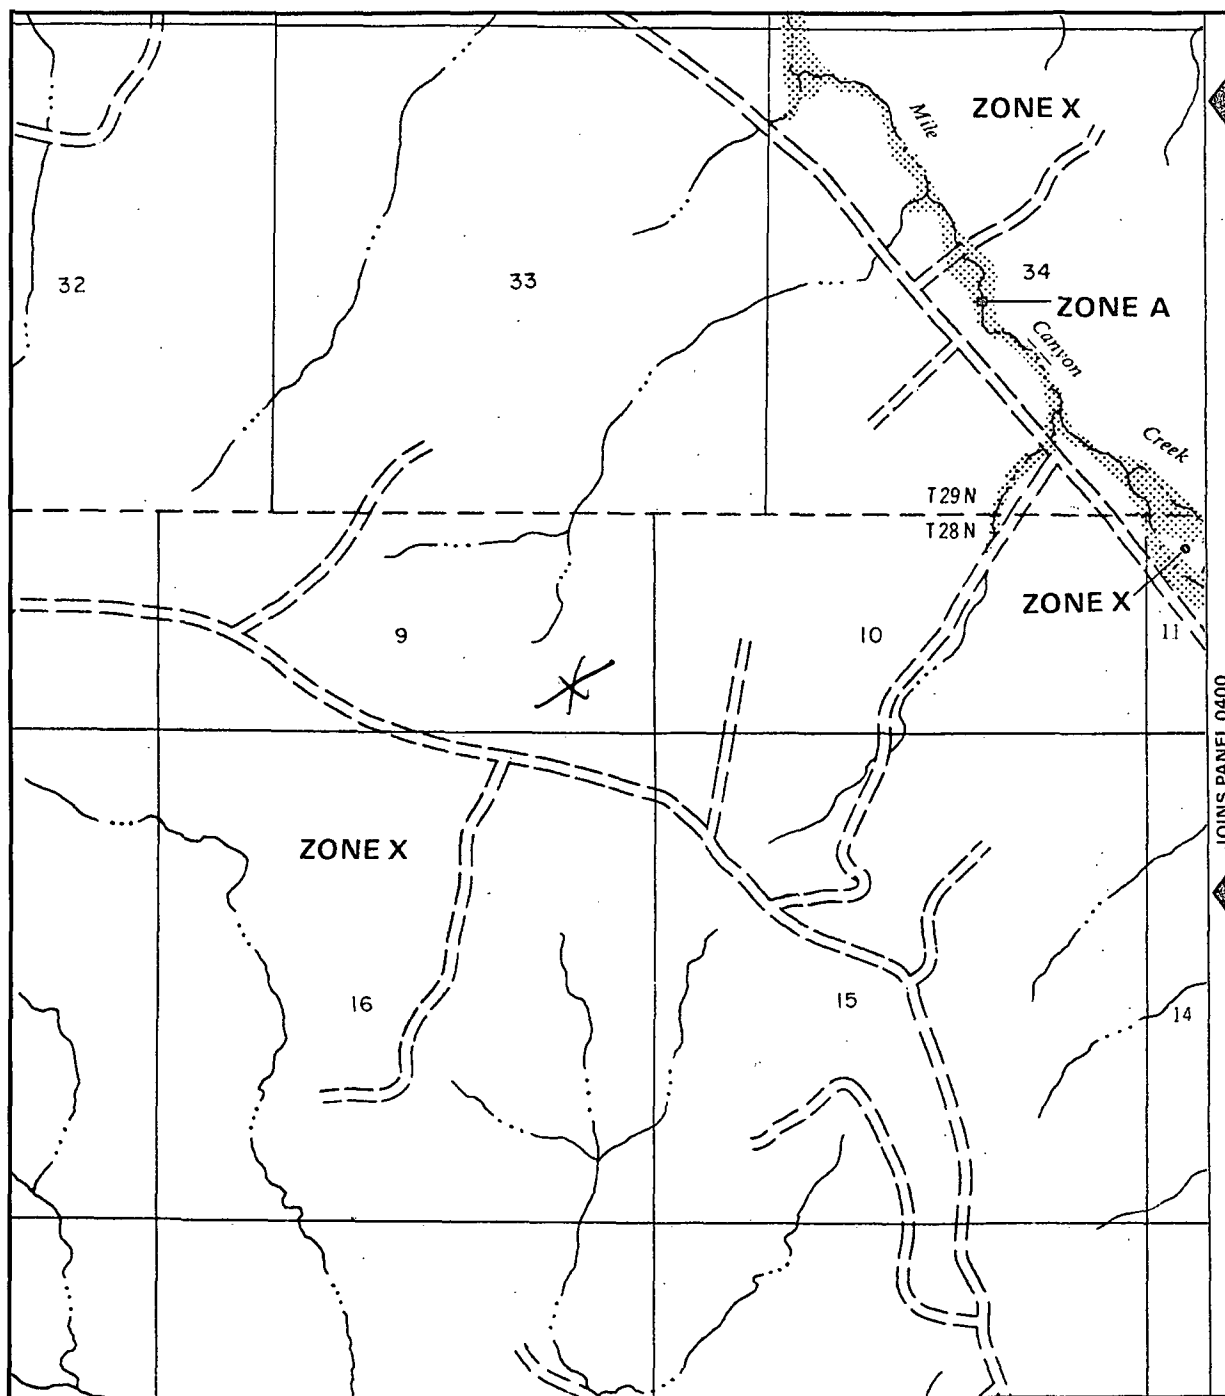 ZONE X
Mile
32
33
34
ZONE A
Canyon
Creek
T29N
T28N
ZONE X
9
10
11
JOINS PANEL 0400
ZONE X
16
15
14